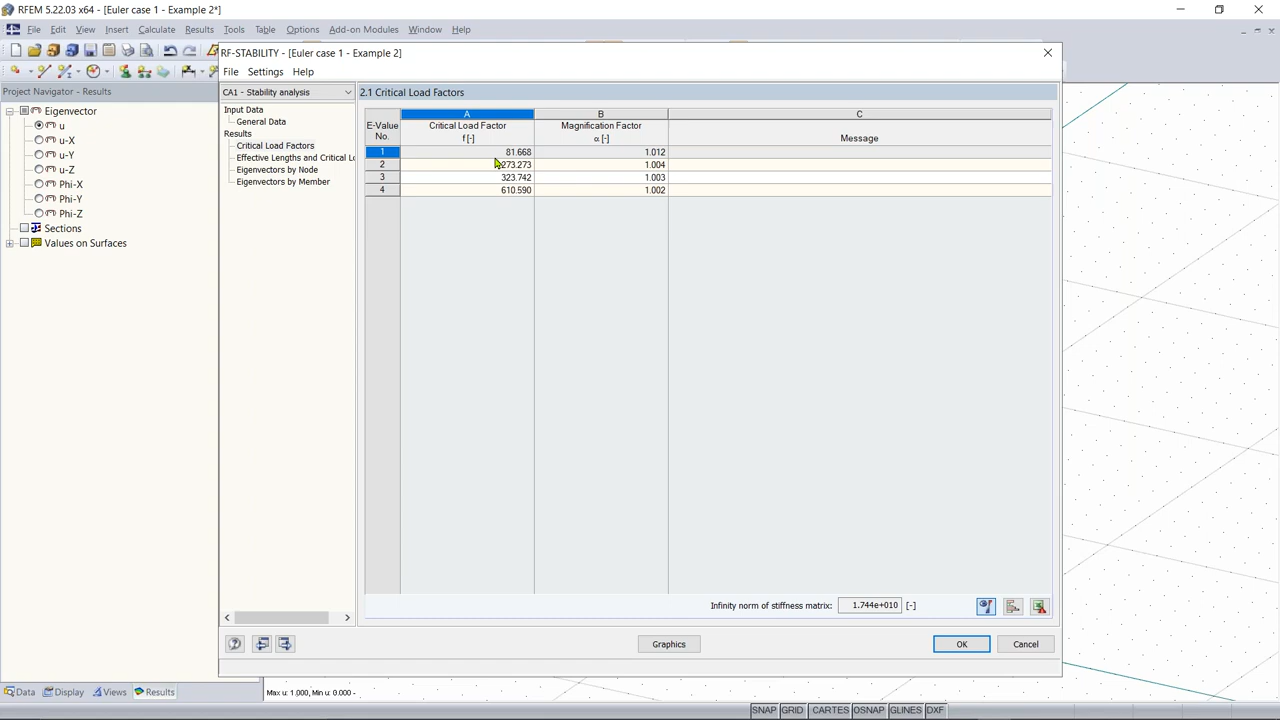 RFEM 5.22.03 x64 - [Euler case 1 - Example 2*]
File Edit View Insert Calculate Results Tools Table Options Add-on Modules Window Help
Project Navigator - Results
Eigenvector
u
u-X
u-Y
u-Z
Phi-X
Phi-Y
Phi-Z
Sections
Values on Surfaces
Data Display Views Results
RF-STABILITY - [Euler case 1 - Example 2]
File Settings Help
CA1 - Stability analysis
Input Data
General Data
Results
Critical Load Factors
Effective Lengths and Critical Lo
Eigenvectors by Node
Eigenvectors by Member
2.1 Critical Load Factors
A B C
E-Value Critical Load Factor Magnification Factor
No. f [-] α [-] Message
1 81.668 1.012
2 273.273 1.004
3 323.742 1.003
4 610.590 1.002
Infinity norm of stiffness matrix: 1.744e+010 [-]
Graphics OK Cancel
Max u: 1.000, Min u: 0.000 -
SNAP GRID CARTES OSNAP GLINES DXF